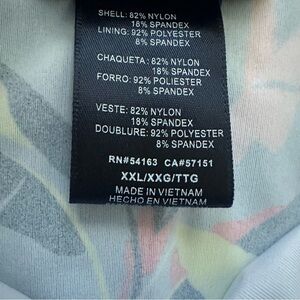 SHELL: 82% NYLON
18% SPANDEX
LINING: 92% POLYESTER
8% SPANDEX
CHAQUETA: 82% NYLON
18% SPANDEX
FORRO: 92% POLYESTER
8% SPANDEX
VESTE: 82% NYLON
18% SPANDEX
DOUBLURE: 92% POLYESTER
8% SPANDEX
RN#54163 CA#57151
XXL/XXG/TTG
MADE IN VIETNAM
HECHO EN VIETNAM